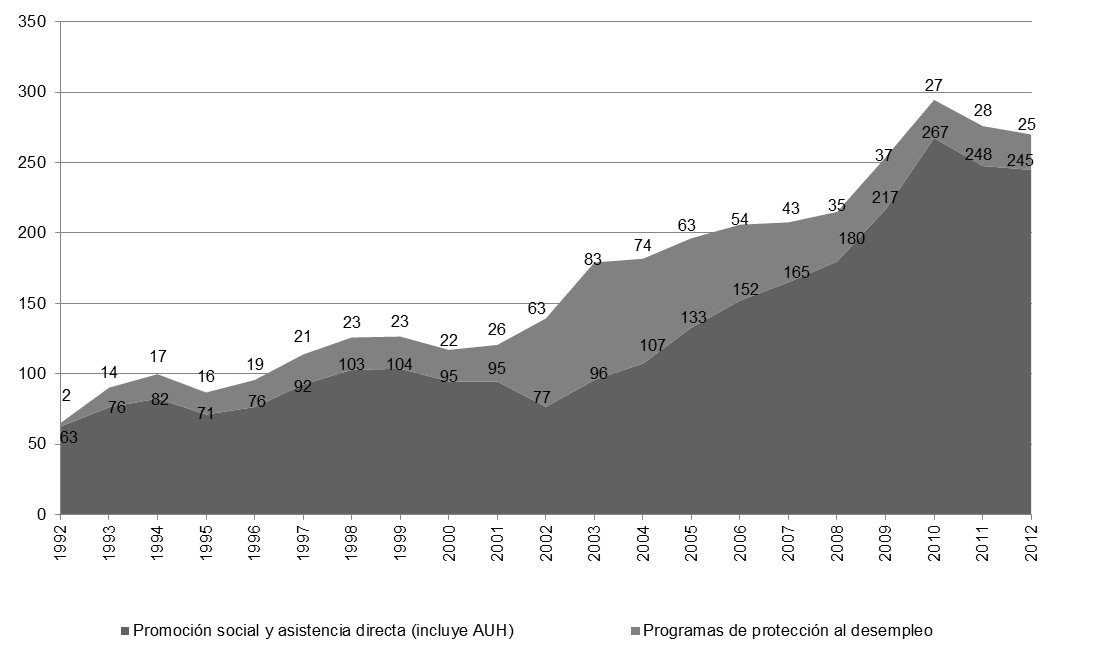 350
300
250
200
150
100
50
0
2 14 17 16 19 21 23 23 22 26 63 83 74 63 54 43 35 37 27 28 25
63 76 82 71 76 92 103 104 95 95 77 96 107 133 152 165 180 217 267 248 245
1992 1993 1994 1995 1996 1997 1998 1999 2000 2001 2002 2003 2004 2005 2006 2007 2008 2009 2010 2011 2012
Promoción social y asistencia directa (incluye AUH) Programas de protección al desempleo